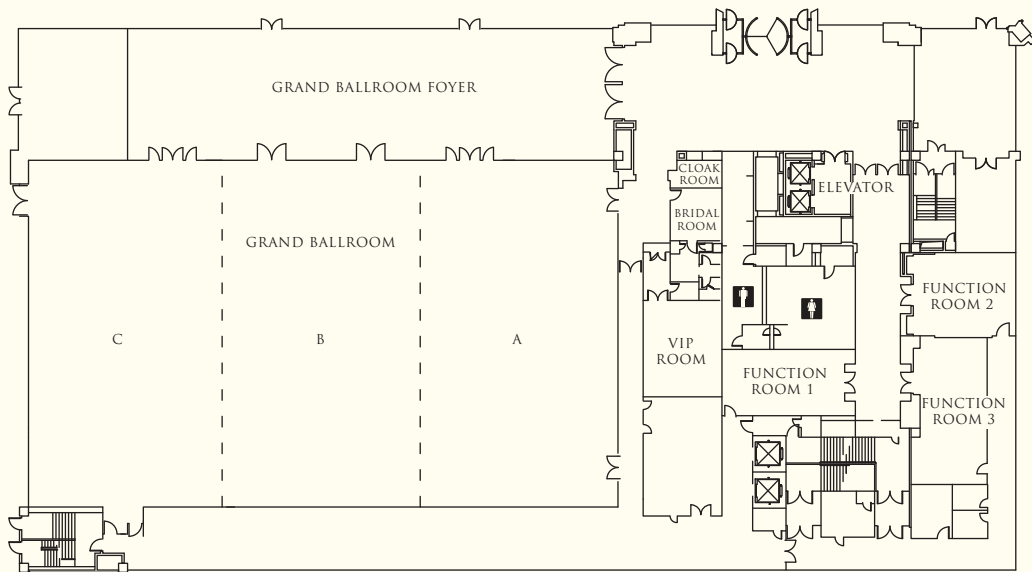 GRAND BALLROOM FOYER
CLOAK
ROOM
ELEVATOR
BRIDAL
ROOM
GRAND BALLROOM
FUNCTION
ROOM 2
C
B
A
VIP
ROOM
FUNCTION
ROOM 1
FUNCTION
ROOM 3